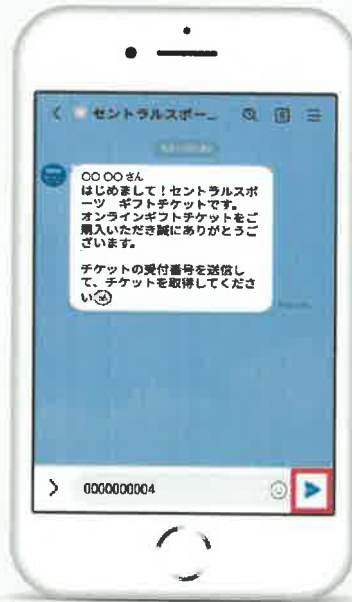 セントラルスポー...
〇〇 〇〇 さん
はじめまして！セントラルスポ
ーツ　ギフトチケットです。
オンラインギフトチケットをご
購入いただき誠にありがとうご
ざいます。
チケットの受付番号を送信し
て、チケットを取得してくださ
い
0000000004